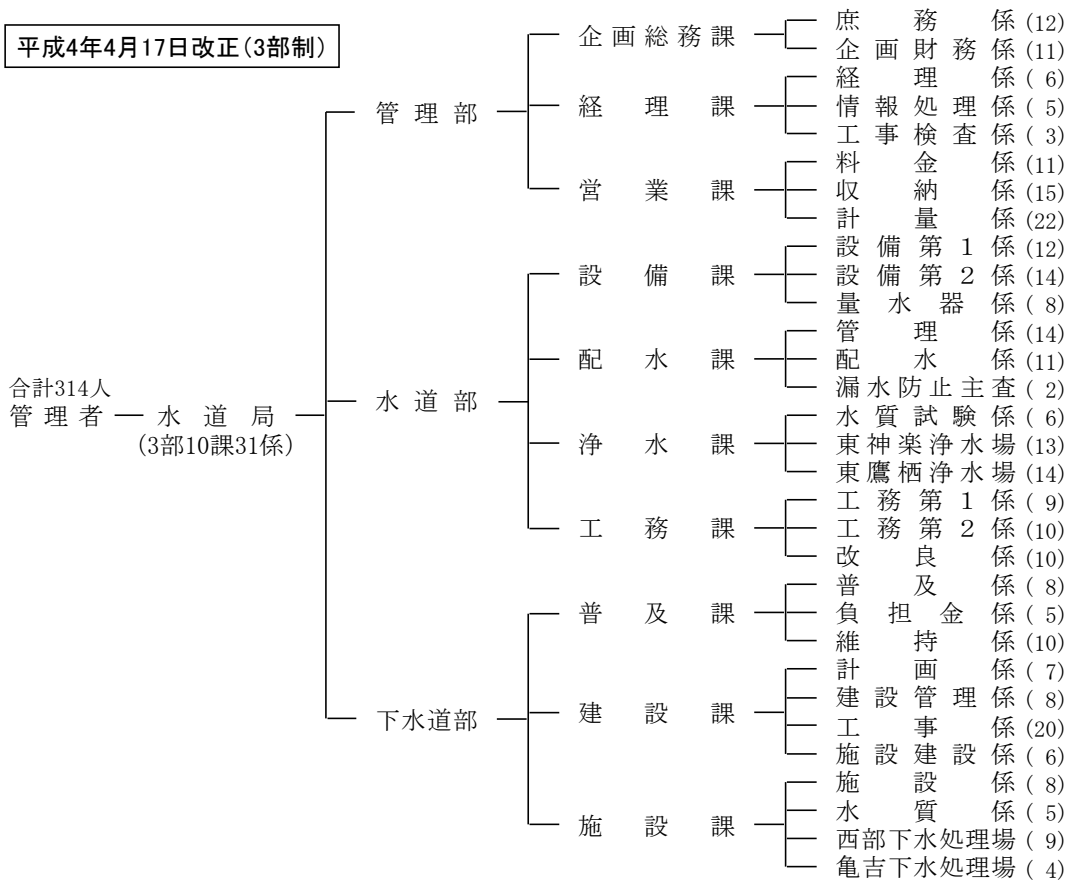 平成4年4月17日改正(3部制)
合計314人
管理者
水道局
(3部10課31係)
管理部
企画総務課
庶務係(12)
企画財務係(11)
経理課
経理係( 6)
情報処理係( 5)
工事検査係( 3)
営業課
料金係(11)
収納係(15)
計量係(22)
水道部
設備課
設備第1係(12)
設備第2係(14)
量水器係( 8)
配水課
管理係(14)
配水係(11)
漏水防止主査( 2)
浄水課
水質試験係( 6)
東神楽浄水場(13)
東鷹栖浄水場(14)
工務課
工務第1係( 9)
工務第2係(10)
改良係(10)
下水道部
普及課
普及係( 8)
負担金係( 5)
維持係(10)
建設課
計画係( 7)
建設管理係( 8)
工事係(20)
施設建設係( 6)
施設課
施設係( 8)
水質係( 5)
西部下水処理場( 9)
亀吉下水処理場( 4)